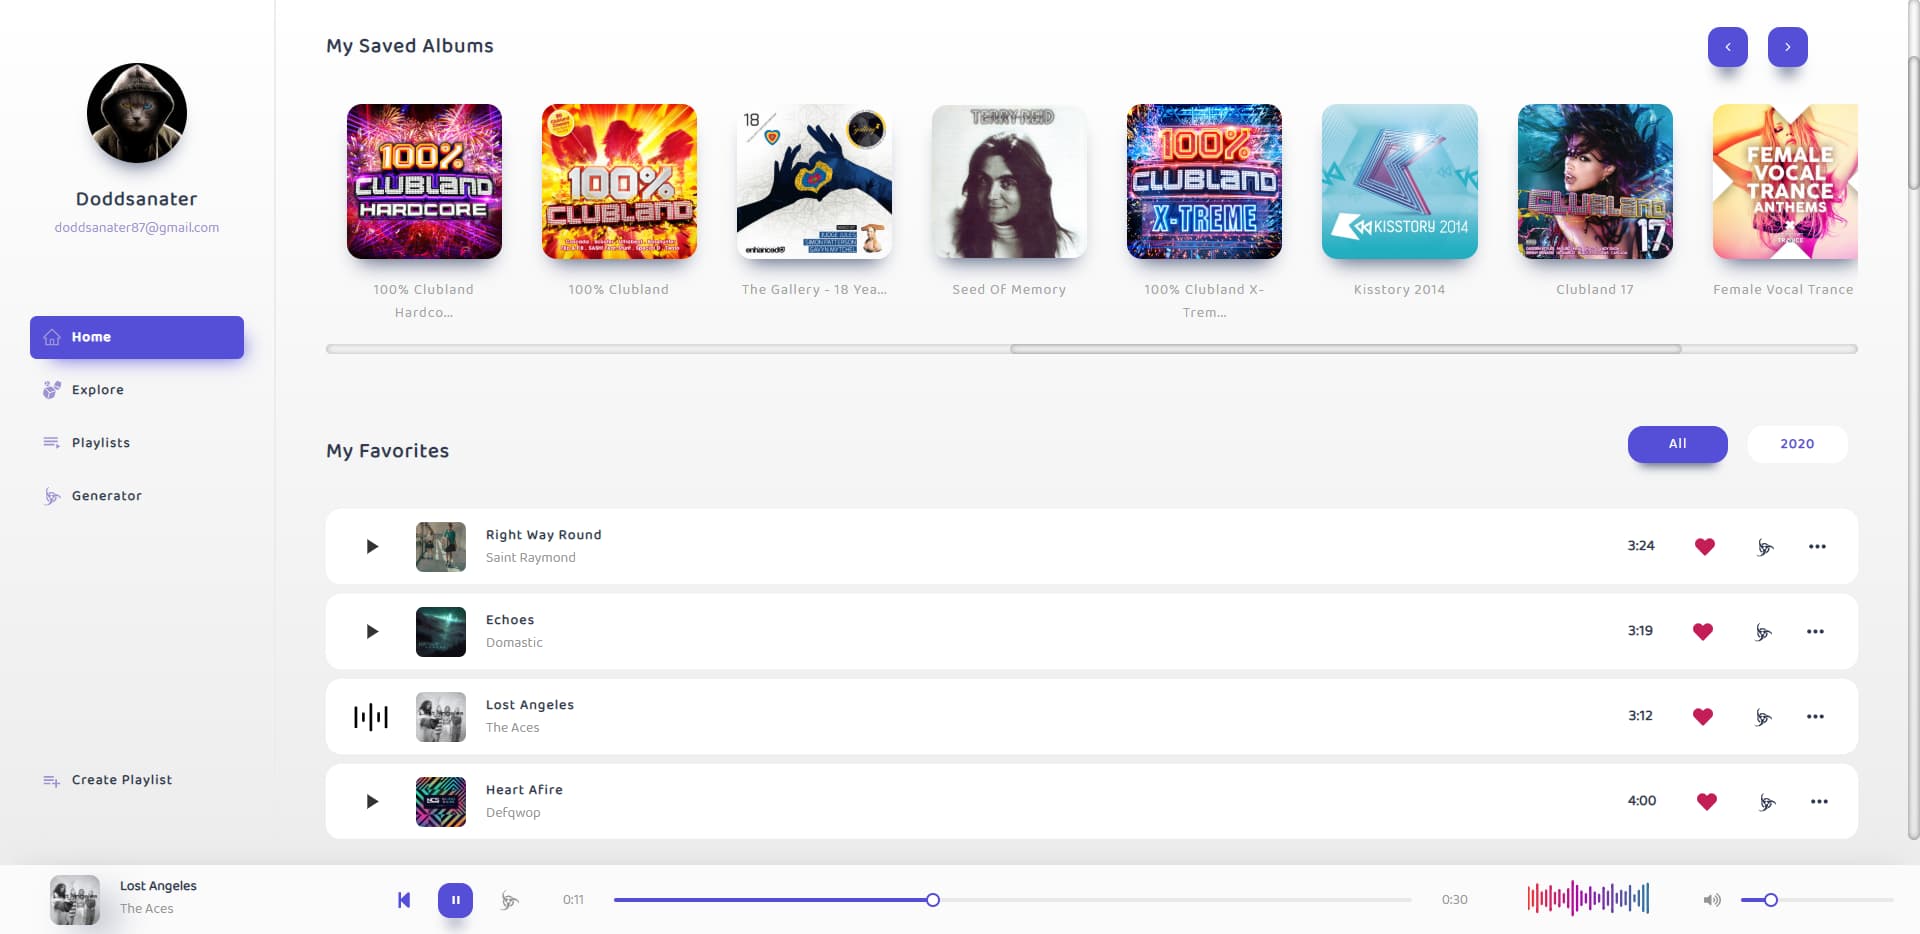 My Saved Albums
Doddsanater
doddsanater87@gmail.com
Home
Explore
Playlists
Generator
Create Playlist
100%
CLUBLAND
HARDCORE
100%
CLUBLAND
18
enhanced
TERRY REID
100%
CLUBLAND
X-TREME
KISSTORY 2014
CLUBLAND
17
FEMALE
VOCAL
TRANCE
ANTHEMS
100% Clubland
Hardco...
100% Clubland
The Gallery - 18 Yea...
Seed Of Memory
100% Clubland X-
Trem...
Kisstory 2014
Clubland 17
Female Vocal Trance
My Favorites
All
2020
Right Way Round
Saint Raymond
3:24
Echoes
Domastic
3:19
Lost Angeles
The Aces
3:12
Heart Afire
Defqwop
4:00
Lost Angeles
The Aces
0:11
0:30